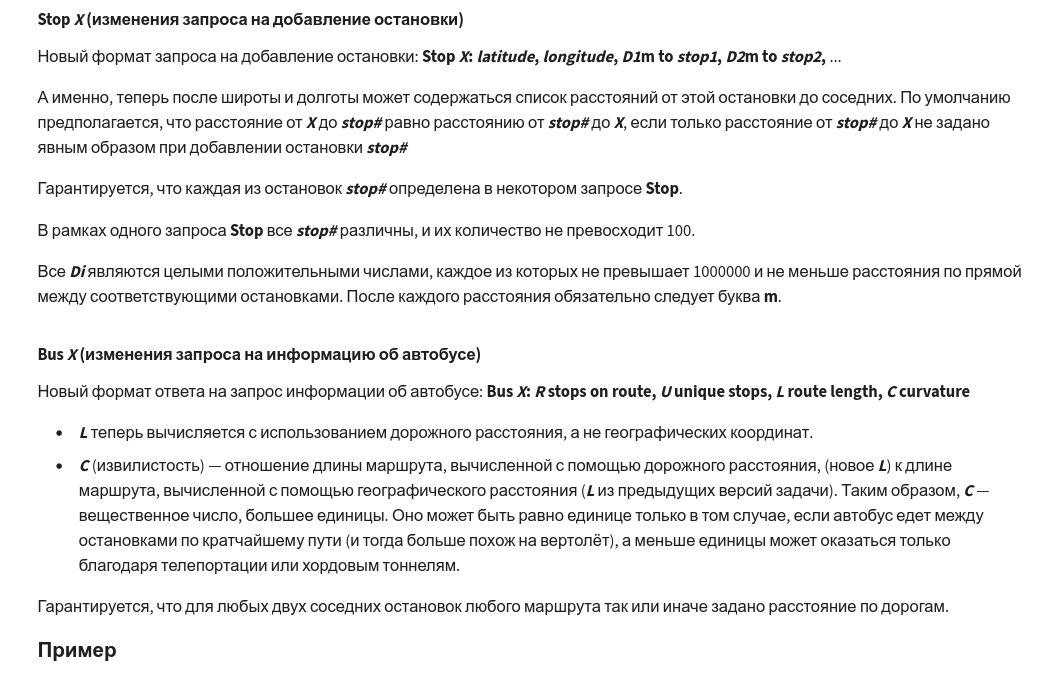 Stop X (изменения запроса на добавление остановки)
Новый формат запроса на добавление остановки: Stop X: latitude, longitude, D1m to stop1, D2m to stop2, ...
А именно, теперь после широты и долготы может содержаться список расстояний от этой остановки до соседних. По умолчанию
предполагается, что расстояние от X до stop# равно расстоянию от stop# до X, если только расстояние от stop# до X не задано
явным образом при добавлении остановки stop#
Гарантируется, что каждая из остановок stop# определена в некотором запросе Stop.
В рамках одного запроса Stop все stop# различны, и их количество не превосходит 100.
Все Di являются целыми положительными числами, каждое из которых не превышает 1000000 и не меньше расстояния по прямой
между соответствующими остановками. После каждого расстояния обязательно следует буква m.
Bus X (изменения запроса на информацию об автобусе)
Новый формат ответа на запрос информации об автобусе: Bus X: R stops on route, U unique stops, L route length, C curvature
• L теперь вычисляется с использованием дорожного расстояния, а не географических координат.
• C (извилистость) — отношение длины маршрута, вычисленной с помощью дорожного расстояния, (новое L) к длине
маршрута, вычисленной с помощью географического расстояния (L из предыдущих версий задачи). Таким образом, C —
вещественное число, большее единицы. Оно может быть равно единице только в том случае, если автобус едет между
остановками по кратчайшему пути (и тогда больше похож на вертолёт), а меньше единицы может оказаться только
благодаря телепортации или хордовым тоннелям.
Гарантируется, что для любых двух соседних остановок любого маршрута так или иначе задано расстояние по дорогам.
Пример